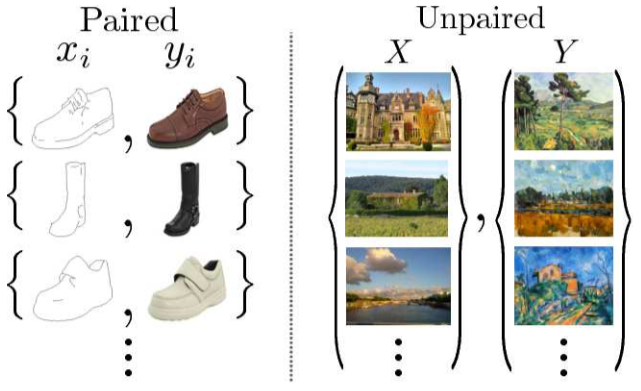 Paired
x_i y_i
Unpaired
X Y